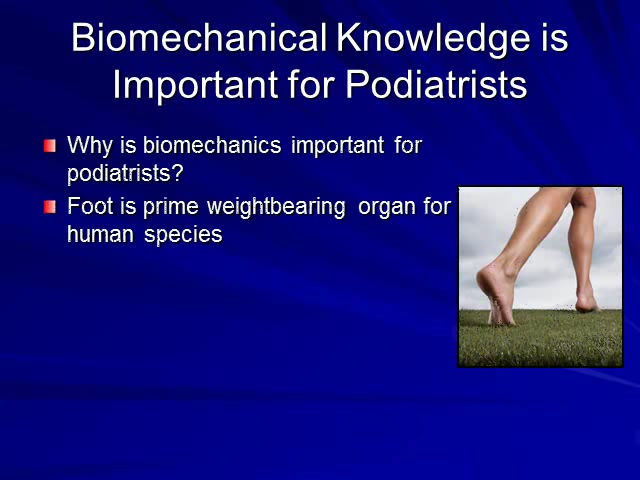 Biomechanical Knowledge is
Important for Podiatrists
Why is biomechanics important for
podiatrists?
Foot is prime weightbearing organ for
human species